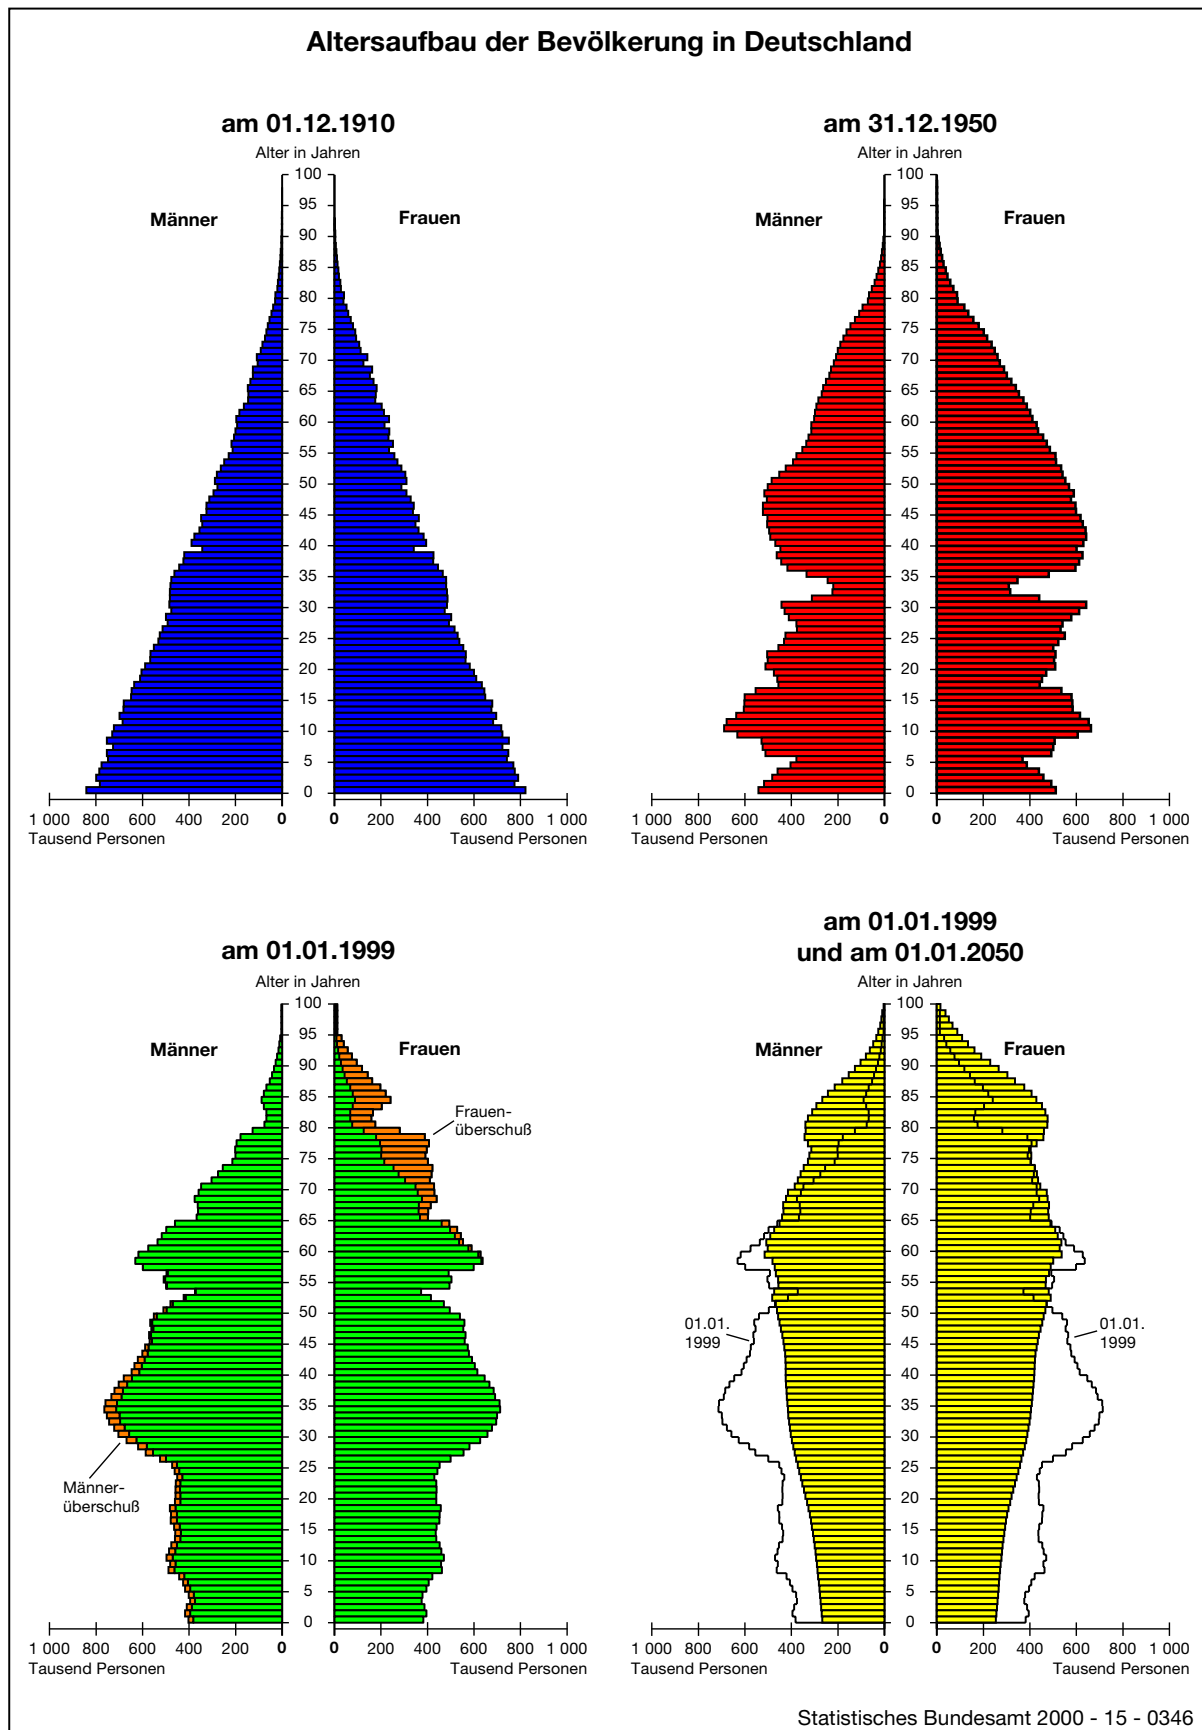 Altersaufbau der Bevölkerung in Deutschland
am 01.12.1910
Alter in Jahren
Männer
Frauen
100
95
90
85
80
75
70
65
60
55
50
45
40
35
30
25
20
15
10
5
0
1 000 800 600 400 200 0
0 200 400 600 800 1 000
Tausend Personen
Tausend Personen
am 31.12.1950
Alter in Jahren
Männer
Frauen
100
95
90
85
80
75
70
65
60
55
50
45
40
35
30
25
20
15
10
5
0
1 000 800 600 400 200 0
0 200 400 600 800 1 000
Tausend Personen
Tausend Personen
am 01.01.1999
Alter in Jahren
Männer
Frauen
100
95
90
85
80
75
70
65
60
55
50
45
40
35
30
25
20
15
10
5
0
Frauen-
überschuß
Männer-
überschuß
1 000 800 600 400 200 0
0 200 400 600 800 1 000
Tausend Personen
Tausend Personen
am 01.01.1999
und am 01.01.2050
Alter in Jahren
Männer
Frauen
100
95
90
85
80
75
70
65
60
55
50
45
40
35
30
25
20
15
10
5
0
01.01.
1999
01.01.
1999
1 000 800 600 400 200 0
0 200 400 600 800 1 000
Tausend Personen
Tausend Personen
Statistisches Bundesamt 2000 - 15 - 0346